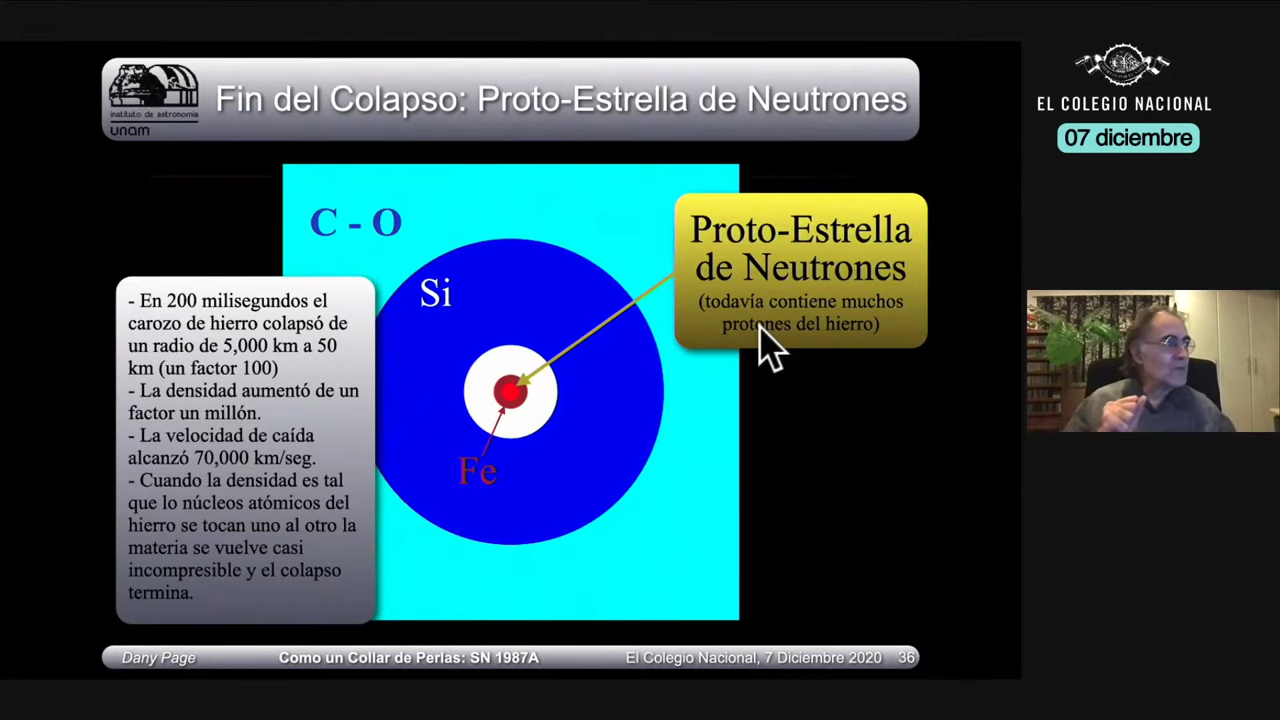 instituto de astronomía
unam
Fin del Colapso: Proto-Estrella de Neutrones
EL COLEGIO NACIONAL
07 diciembre
C - O
Si
Fe
Proto-Estrella
de Neutrones
(todavía contiene muchos
protones del hierro)
- En 200 milisegundos el
carozo de hierro colapsó de
un radio de 5,000 km a 50
km (un factor 100)
- La densidad aumentó de un
factor un millón.
- La velocidad de caída
alcanzó 70,000 km/seg.
- Cuando la densidad es tal
que lo núcleos atómicos del
hierro se tocan uno al otro la
materia se vuelve casi
incompresible y el colapso
termina.
Dany Page
Como un Collar de Perlas: SN 1987A
El Colegio Nacional, 7 Diciembre 2020 36